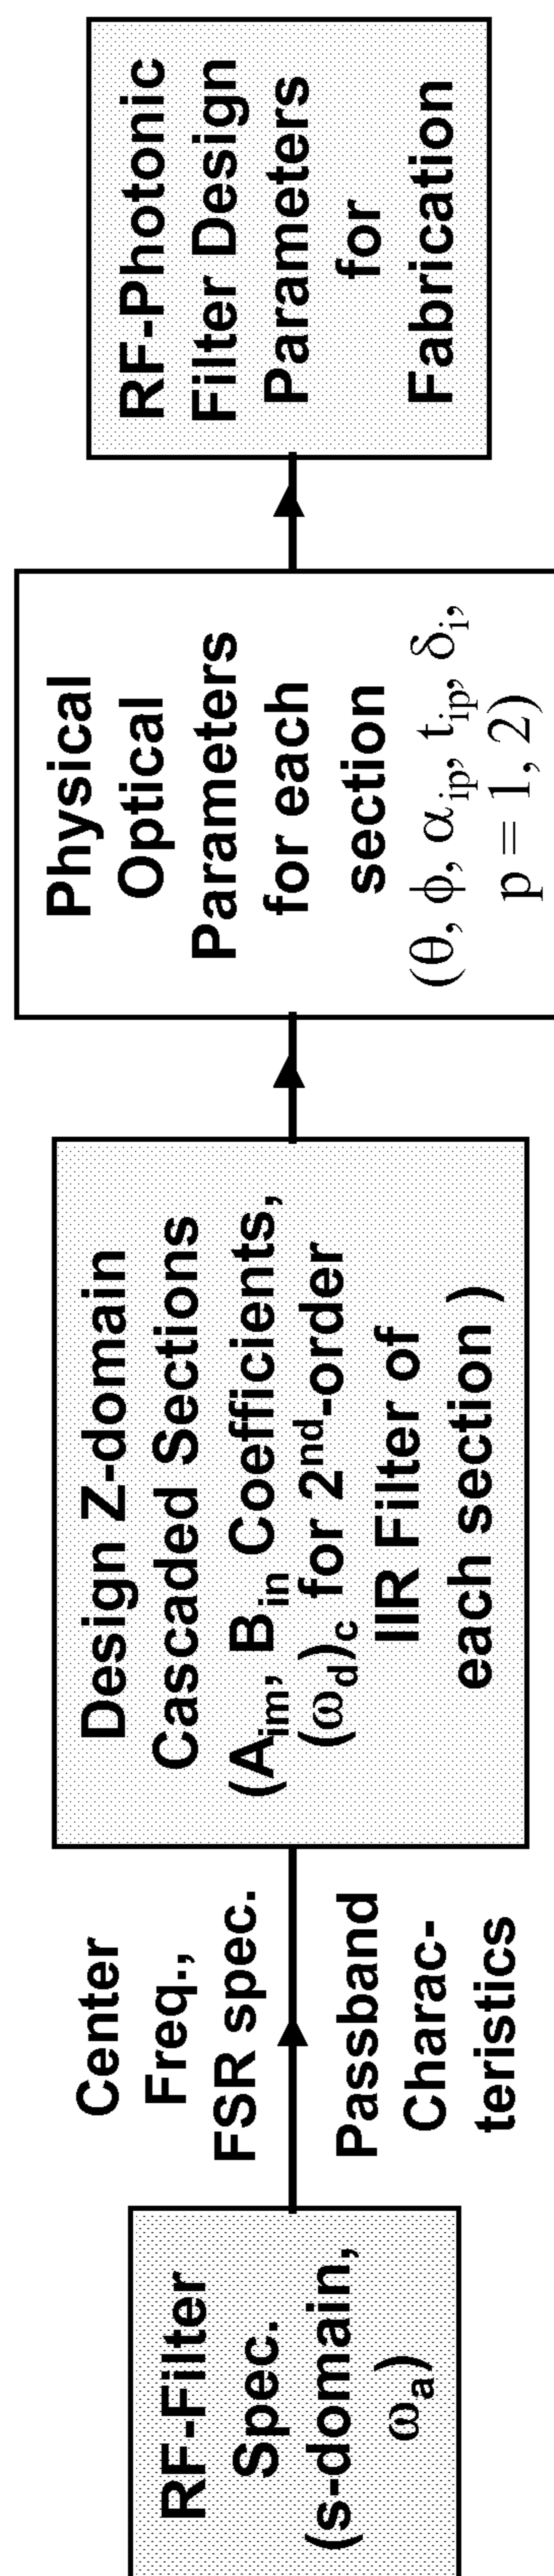 RF-Filter
Spec.
(s-domain,
ωa)
Center
Freq.,
FSR spec.
Passband
Charac-
teristics
Design Z-domain
Cascaded Sections
(Aim, Bin Coefficients,
(ωd)c for 2nd-order
IIR Filter of
each section )
Physical
Optical
Parameters
for each
section
(θ, ϕ, αip, tip, δi,
p = 1, 2)
RF-Photonic
Filter Design
Parameters
for
Fabrication